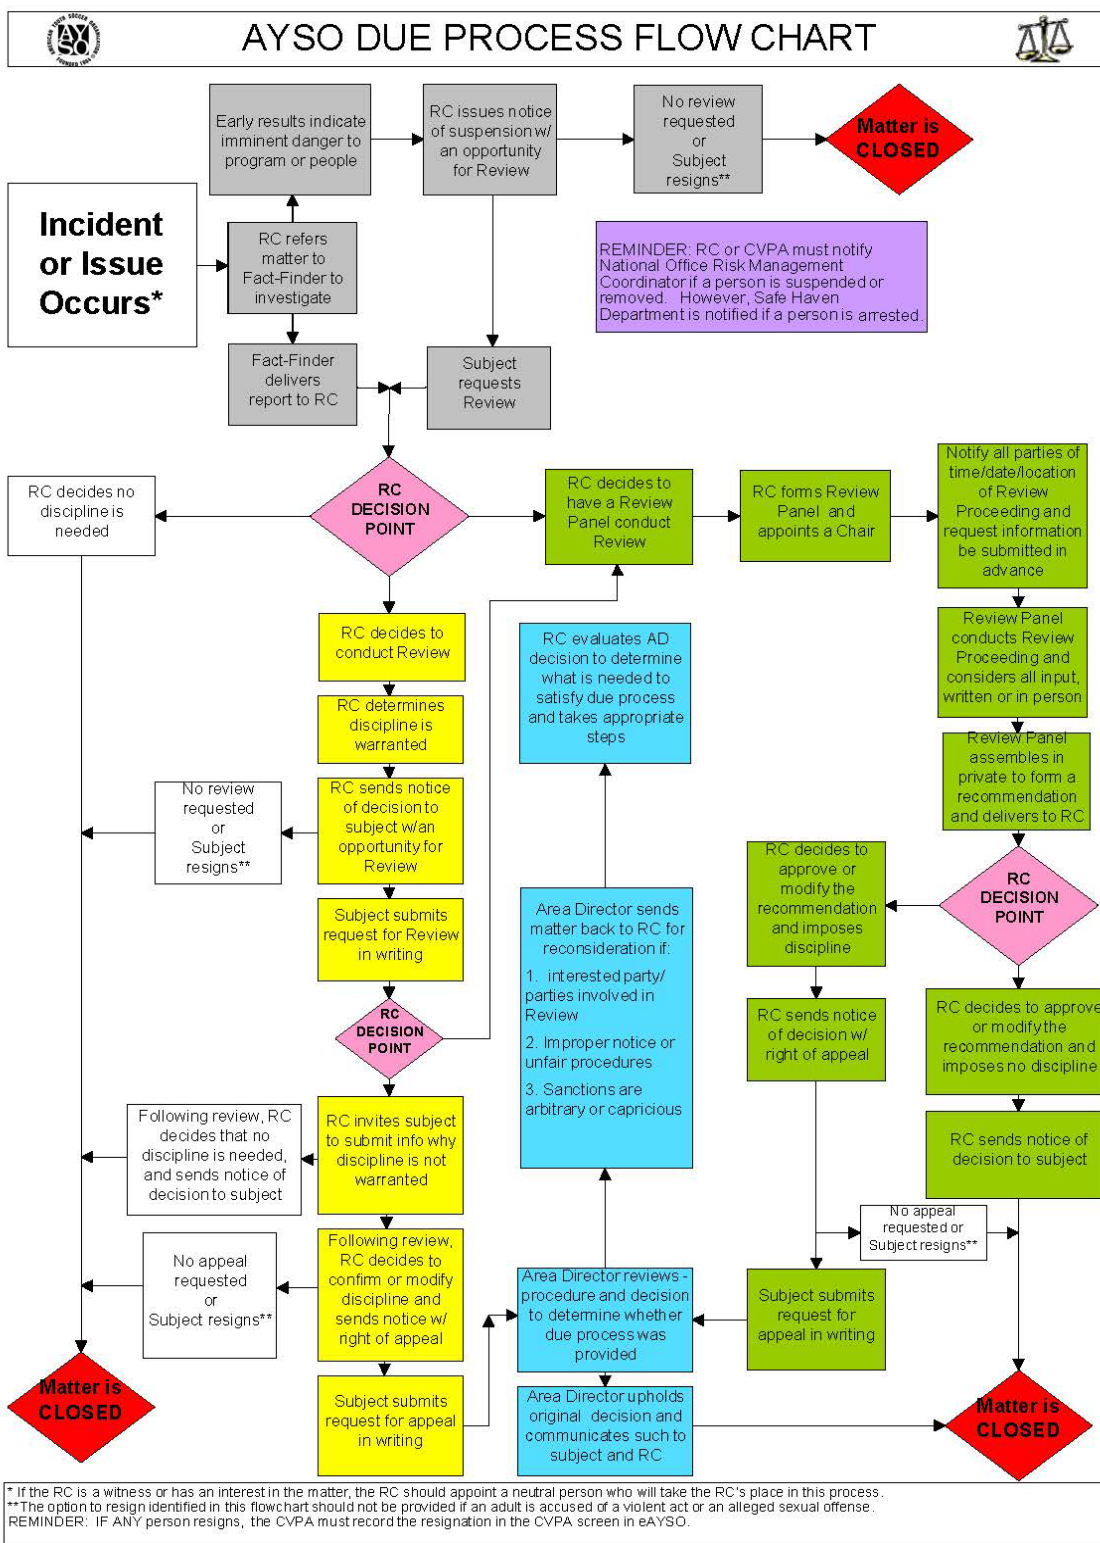 AYSO DUE PROCESS FLOW CHART
AMERICAN YOUTH SOCCER ORGANIZATION
AY
SO
FOUNDED 1964
Early results indicate
imminent danger to
program or people
RC issues notice
of suspension w/
an opportunity
for Review
No review
requested
or
Subject
resigns**
Matter is
CLOSED
Incident
or Issue
Occurs*
RC refers
matter to
Fact-Finder to
investigate
REMINDER: RC or CVPA must notify
National Office Risk Management
Coordinator if a person is suspended or
removed. However, Safe Haven
Department is notified if a person is arrested.
Fact-Finder
delivers
report to RC
Subject
requests
Review
RC decides no
discipline is
needed
RC
DECISION
POINT
RC decides to
have a Review
Panel conduct
Review
RC forms Review
Panel and
appoints a Chair
Notify all parties of
time/date/location
of Review
Proceeding and
request information
be submitted in
advance
RC decides to
conduct Review
RC evaluates AD
decision to determine
what is needed to
satisfy due process
and takes appropriate
steps
Review Panel
conducts Review
Proceeding and
considers all input,
written or in person
RC determines
discipline is
warranted
Review Panel
assembles in
private to form a
recommendation
and delivers to RC
No review
requested
or
Subject
resigns**
RC sends notice
of decision to
subject w/an
opportunity for
Review
RC decides to
approve or
modify the
recommendation
and imposes
discipline
RC
DECISION
POINT
Subject submits
request for Review
in writing
Area Director sends
matter back to RC for
reconsideration if:
1. interested party/
parties involved in
Review
2. Improper notice or
unfair procedures
3. Sanctions are
arbitrary or capricious
RC
DECISION
POINT
RC sends notice
of decision w/
right of appeal
RC decides to approve
or modify the
recommendation and
imposes no discipline
Following review, RC
decides that no
discipline is needed,
and sends notice of
decision to subject
RC invites subject
to submit info why
discipline is not
warranted
RC sends notice of
decision to subject
No appeal
requested
or
Subject resigns**
Following review,
RC decides to
confirm or modify
discipline and
sends notice w/
right of appeal
No appeal
requested or
Subject resigns**
Area Director reviews -
procedure and decision
to determine whether
due process was
provided
Subject submits
request for
appeal in writing
Matter is
CLOSED
Subject submits
request for appeal
in writing
Area Director upholds
original decision and
communicates such to
subject and RC
Matter is
CLOSED
* If the RC is a witness or has an interest in the matter, the RC should appoint a neutral person who will take the RC's place in this process.
**The option to resign identified in this flowchart should not be provided if an adult is accused of a violent act or an alleged sexual offense.
REMINDER: IF ANY person resigns, the CVPA must record the resignation in the CVPA screen in eAYSO.